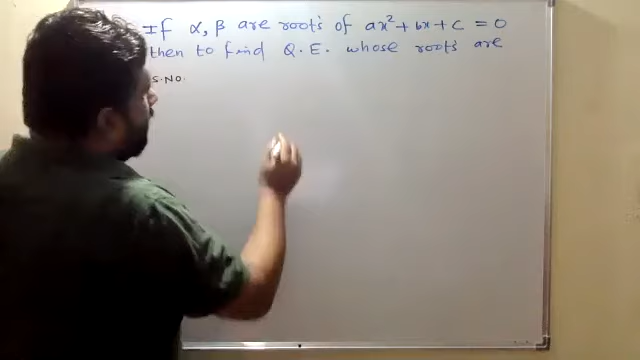 If α, β are roots of ax² + bx + c = 0
then to find Q.E. whose roots are
S.No.